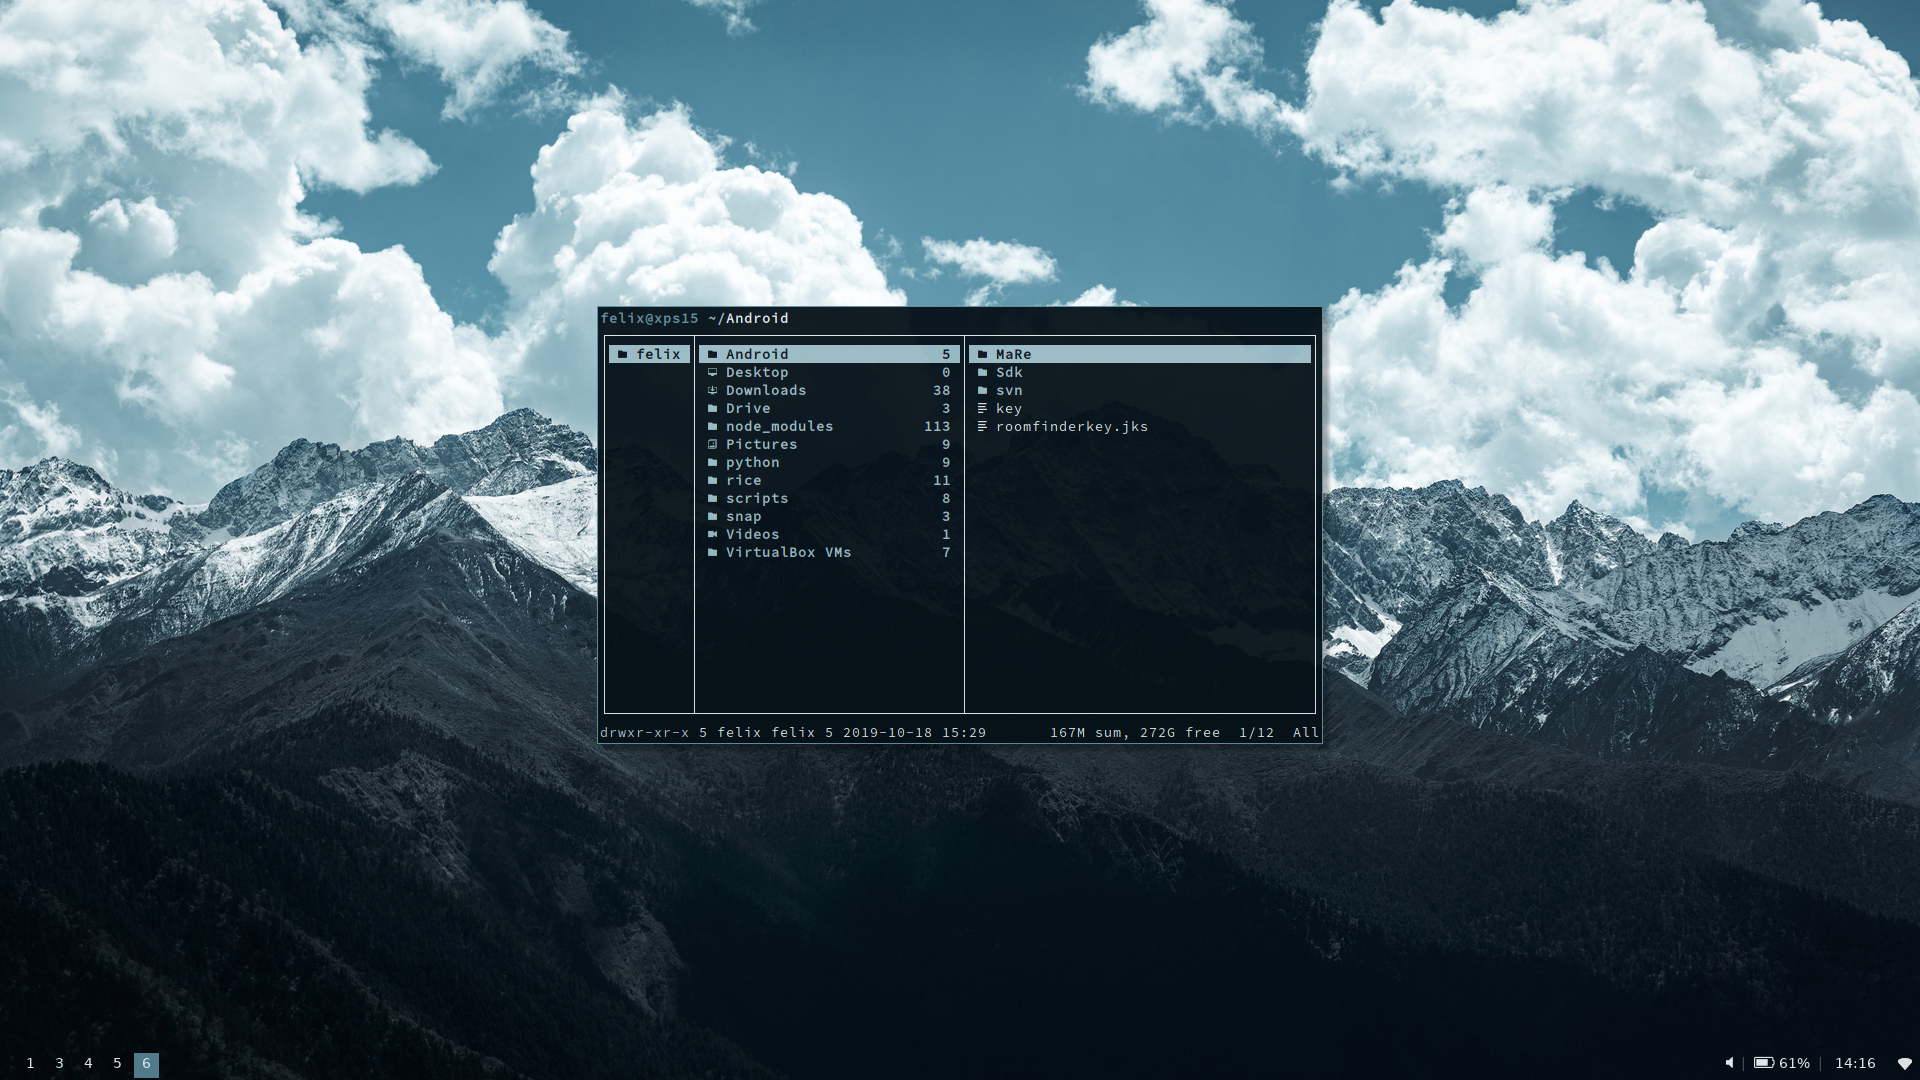 felix@xps15 ~/Android
felix
Android 5
Desktop 0
Downloads 38
Drive 3
node_modules 113
Pictures 9
python 9
rice 11
scripts 8
snap 3
Videos 1
VirtualBox VMs 7
MaRe
Sdk
svn
key
roomfinderkey.jks
drwxr-xr-x 5 felix felix 5 2019-10-18 15:29 167M sum, 272G free 1/12 All
1 3 4 5 6 61% 14:16